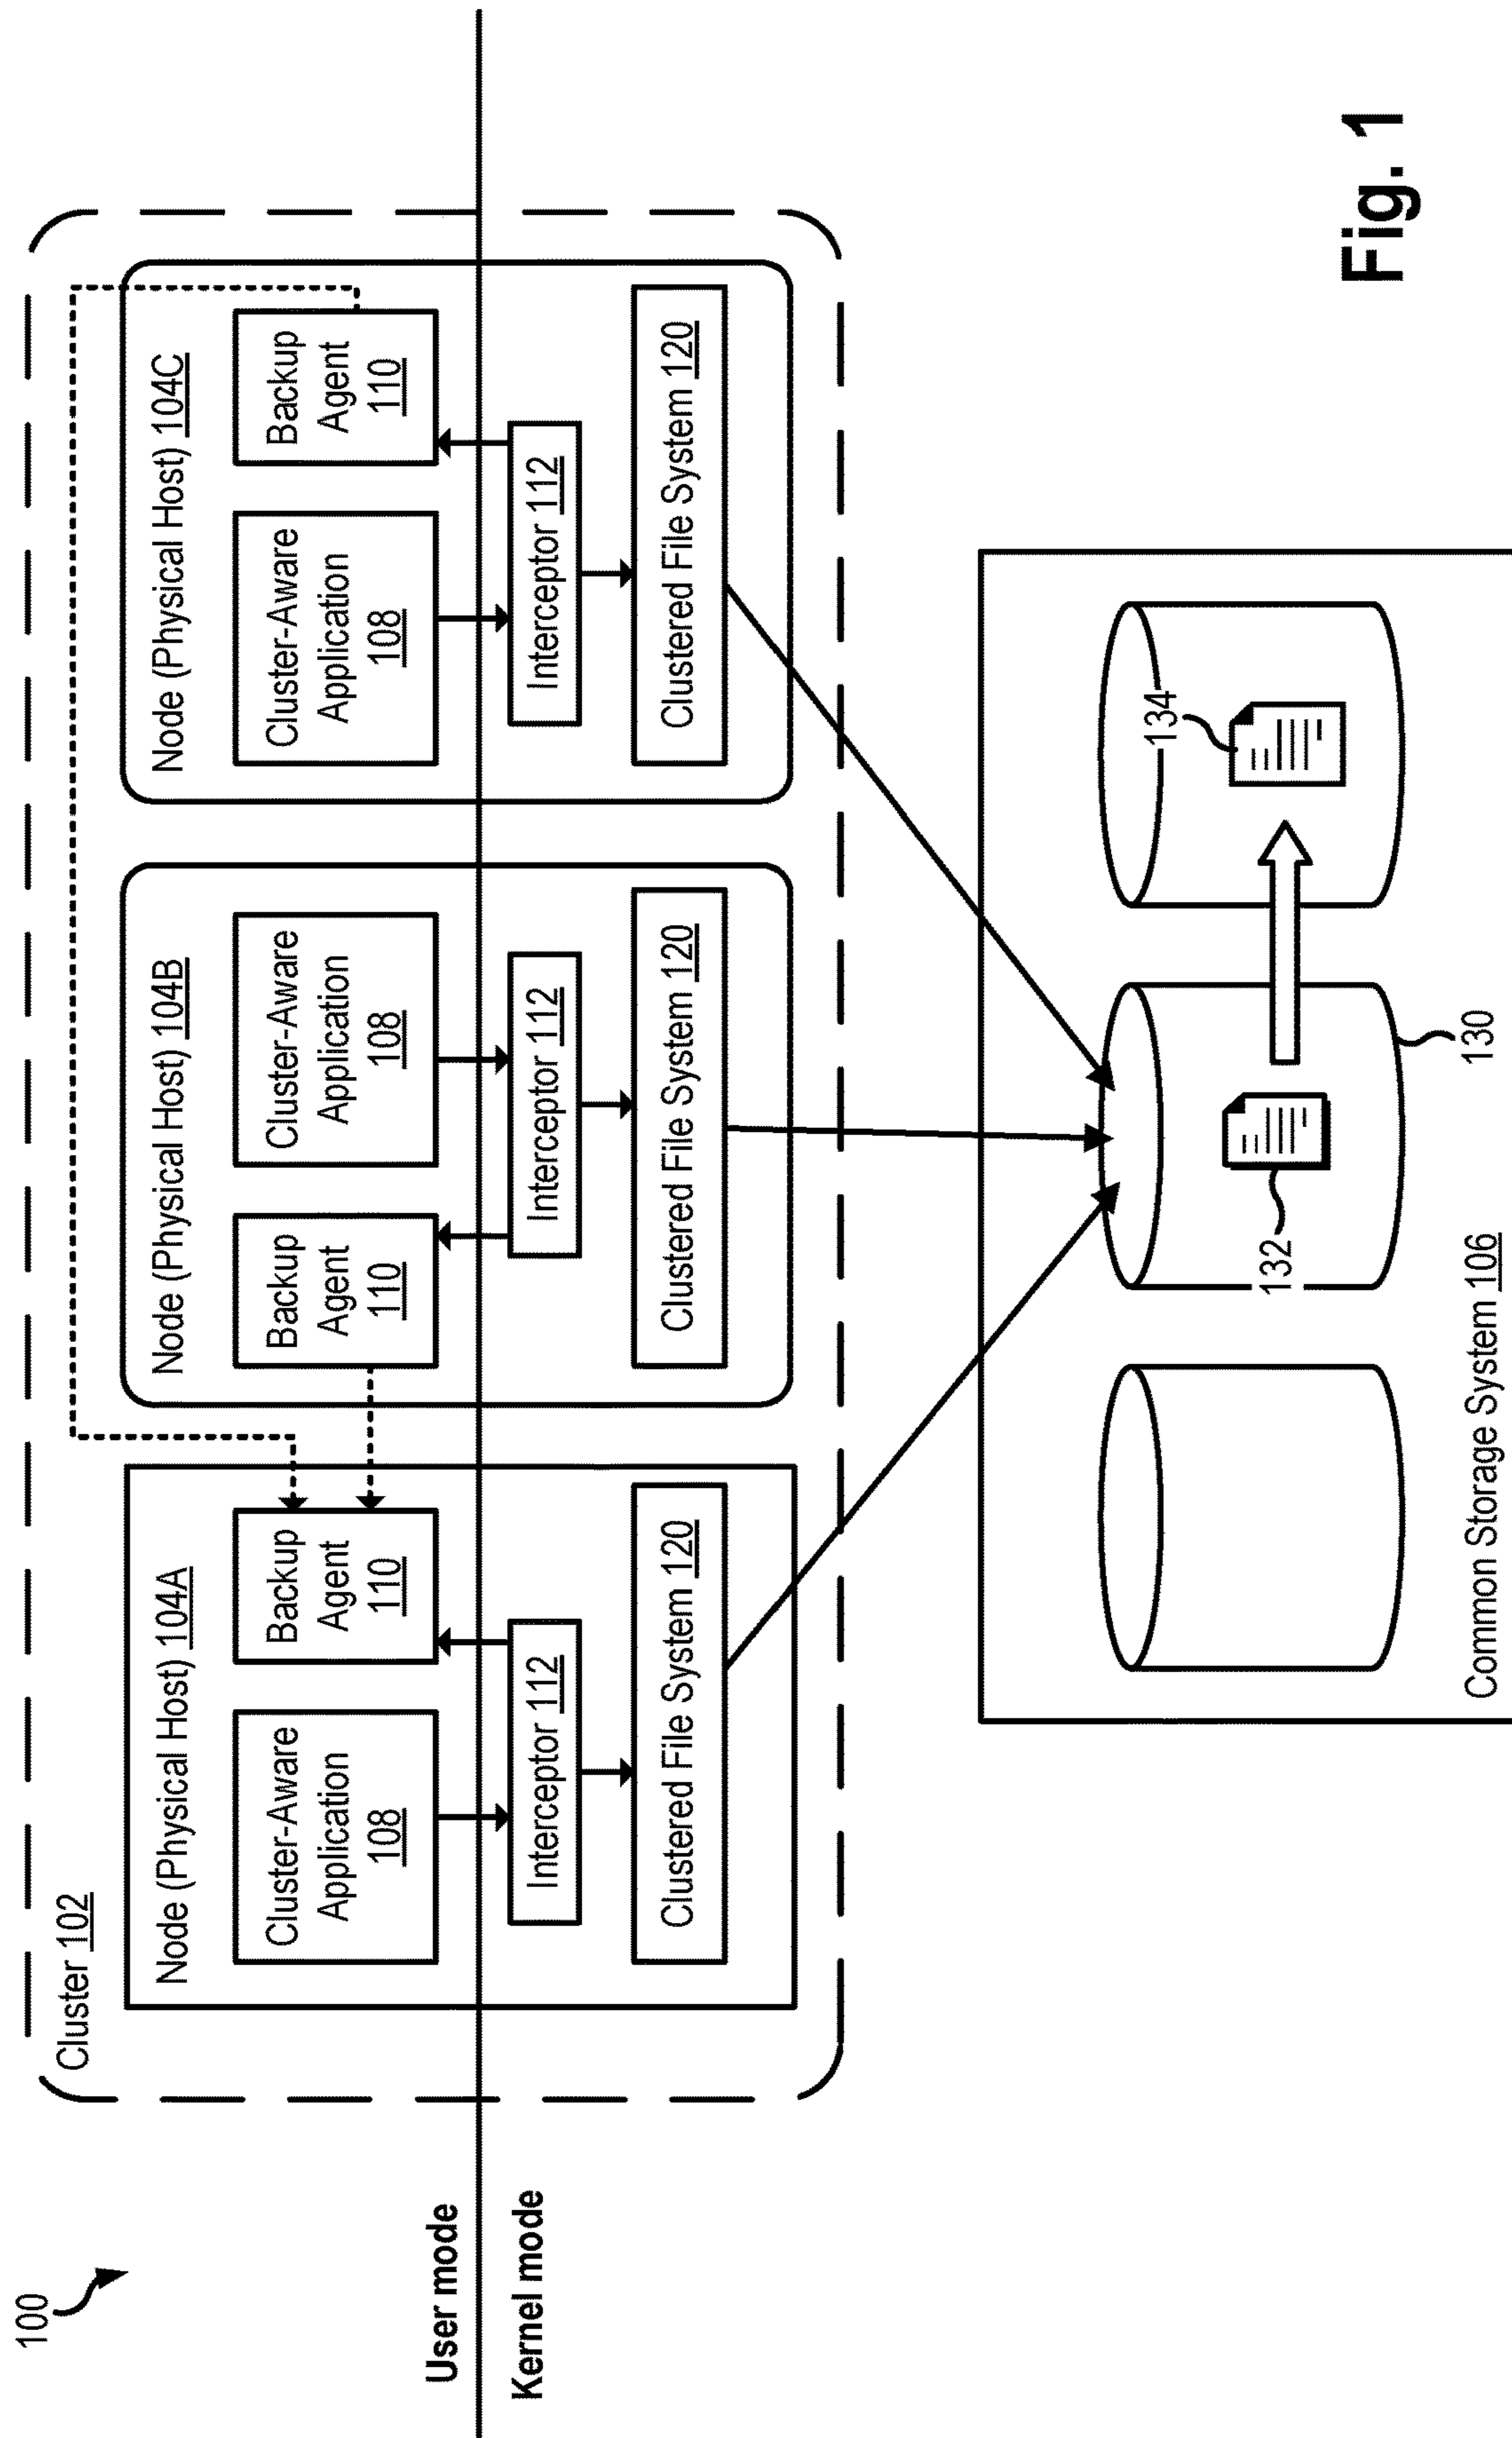 100
Cluster 102
Node (Physical Host) 104A
Cluster-Aware
Application
108
Backup
Agent
110
Interceptor 112
Clustered File System 120
Node (Physical Host) 104B
Backup
Agent
110
Cluster-Aware
Application
108
Interceptor 112
Clustered File System 120
Node (Physical Host) 104C
Cluster-Aware
Application
108
Backup
Agent
110
Interceptor 112
Clustered File System 120
User mode
Kernel mode
132
134
130
Common Storage System 106
Fig. 1